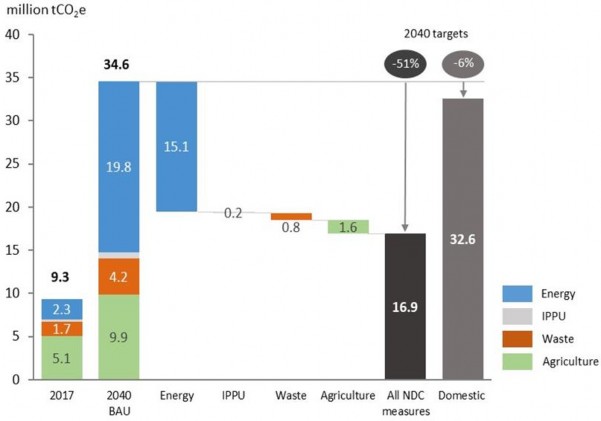 million tCO₂e
2040 targets
40
35
30
25
20
15
10
5
0
34.6
-51%
-6%
19.8
15.1
0.2
0.8
1.6
32.6
9.3
4.2
16.9
2.3
1.7
5.1
9.9
Energy
IPPU
Waste
Agriculture
2017
2040
BAU
Energy
IPPU
Waste
Agriculture
All NDC
measures
Domestic